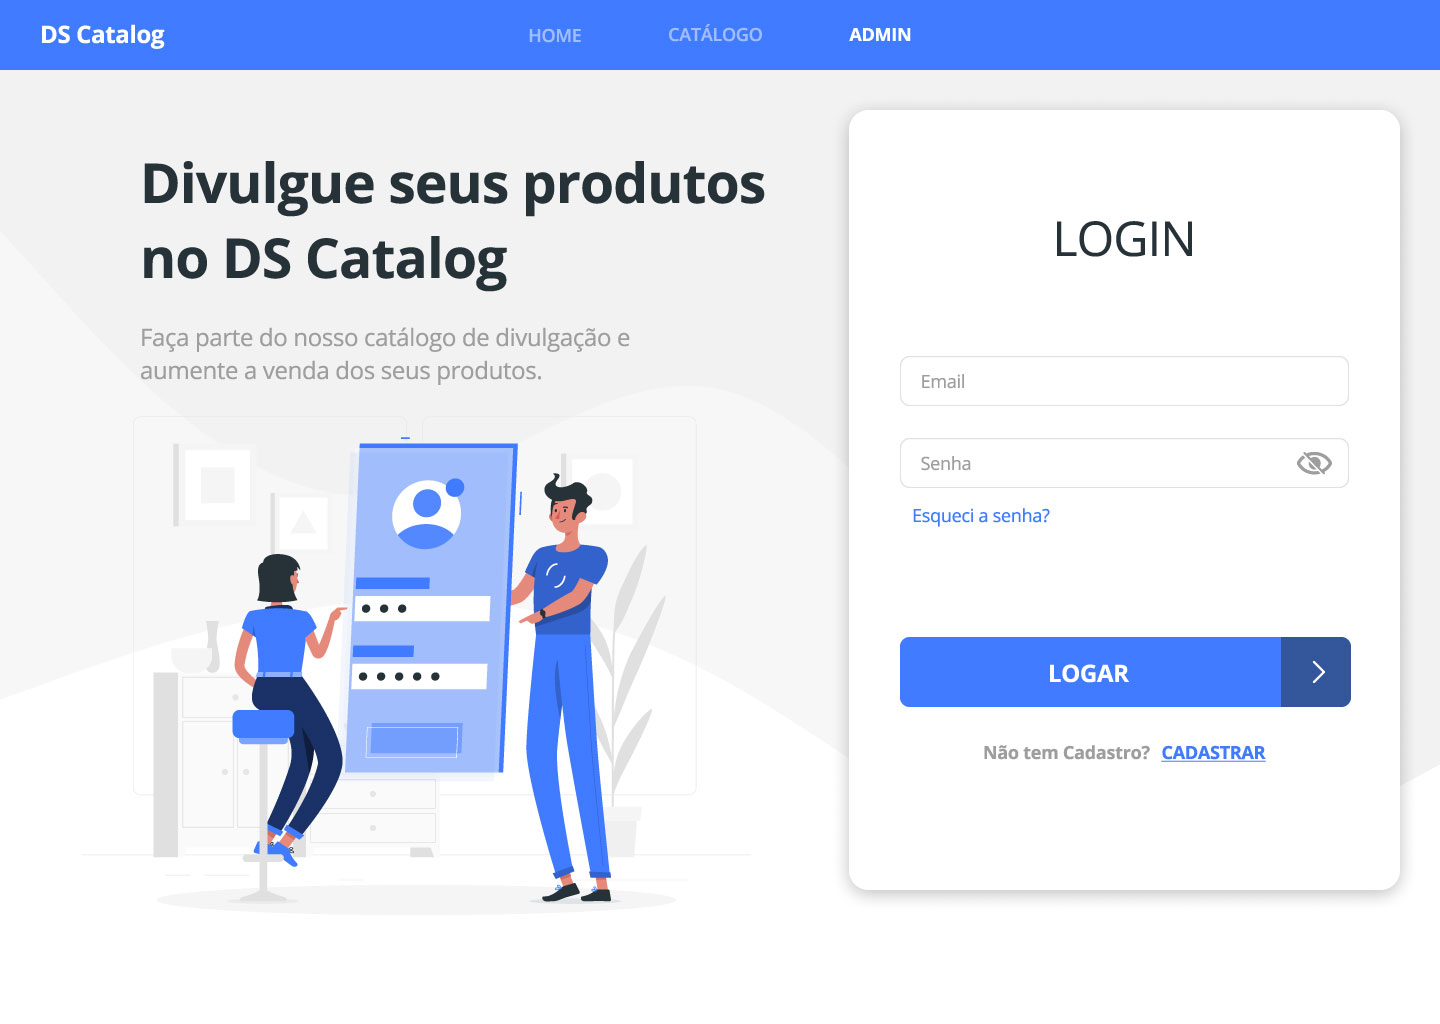 DS Catalog
HOME
CATÁLOGO
ADMIN
Divulgue seus produtos
no DS Catalog
Faça parte do nosso catálogo de divulgação e
aumente a venda dos seus produtos.
LOGIN
Email
Senha
Esqueci a senha?
LOGAR
Não tem Cadastro? CADASTRAR